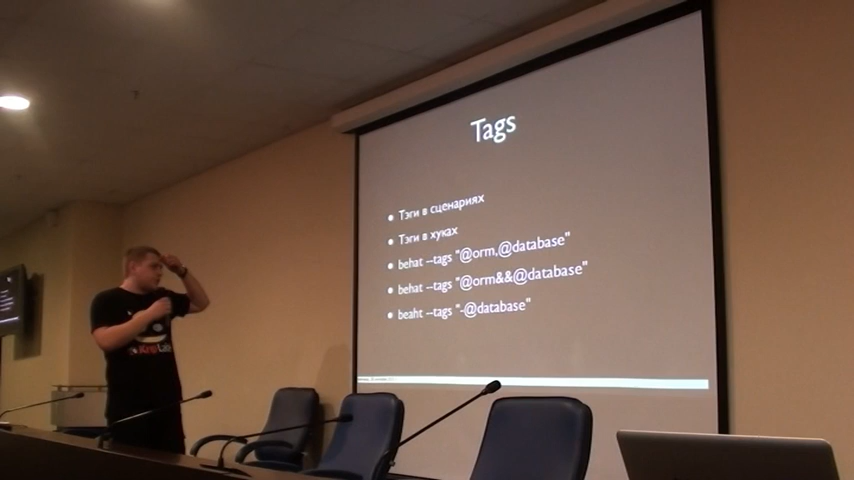 Tags
Тэги в сценариях
Тэги в хуках
behat --tags "@orm,@database"
behat --tags "@orm&&@database"
beaht --tags "-@database"